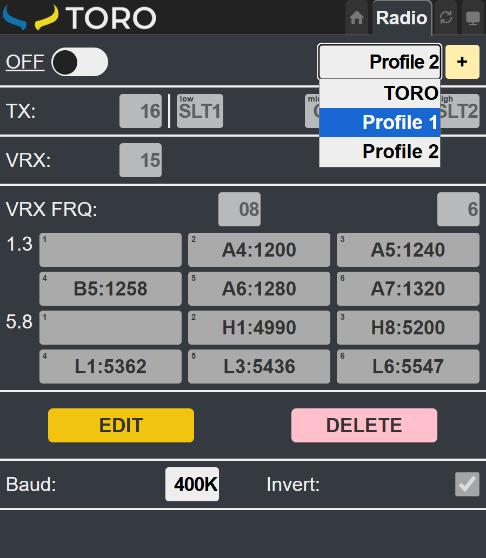 TORO Radio
OFF Profile 2 +
TORO
TX: 16 low SLT1 SLT2
Profile 1
VRX: 15
Profile 2
VRX FRQ: 08 6
1.3 1 2 A4:1200 3 A5:1240
4 B5:1258 5 A6:1280 6 A7:1320
5.8 1 2 H1:4990 3 H8:5200
4 L1:5362 5 L3:5436 6 L6:5547
EDIT DELETE
Baud: 400K Invert: